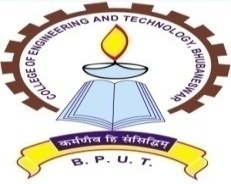 COLLEGE OF ENGINEERING AND TECHNOLOGY, BHUBANESWAR
कर्मणैव हि संसिद्धिम्
B. P. U. T.